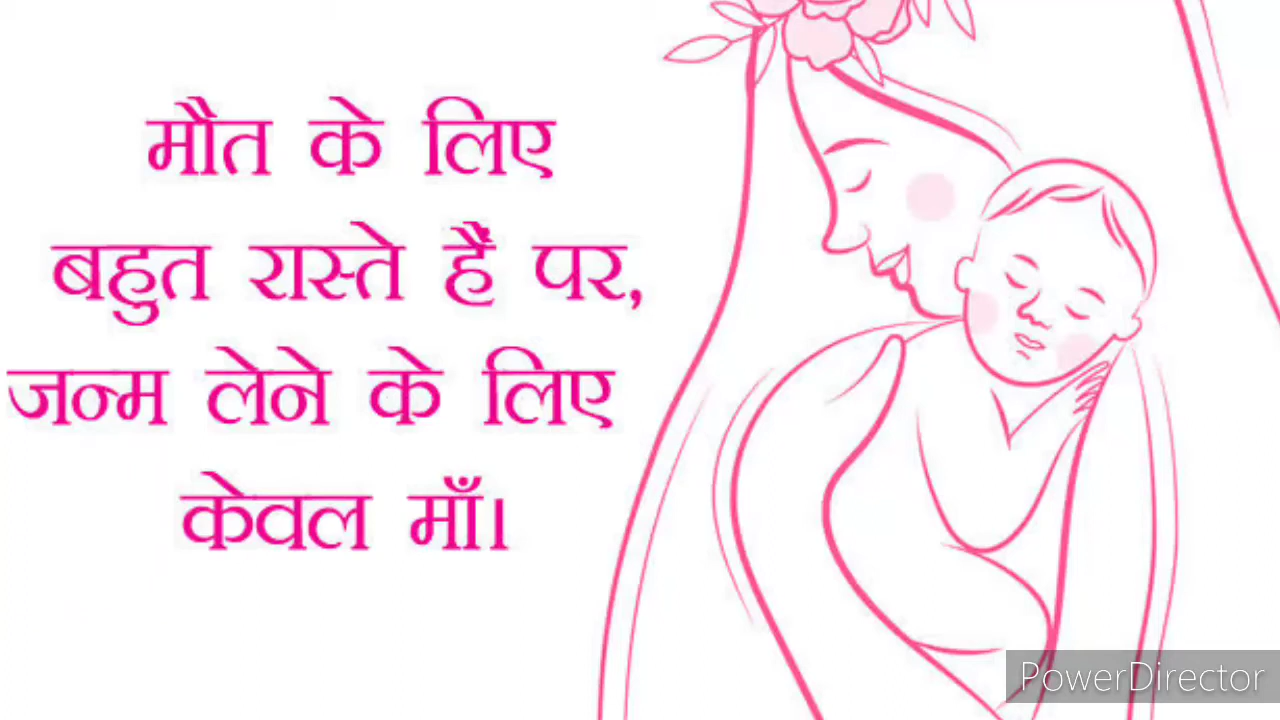 मौत के लिए
बहुत रास्ते हैं पर,
जन्म लेने के लिए
केवल माँ।
PowerDirector